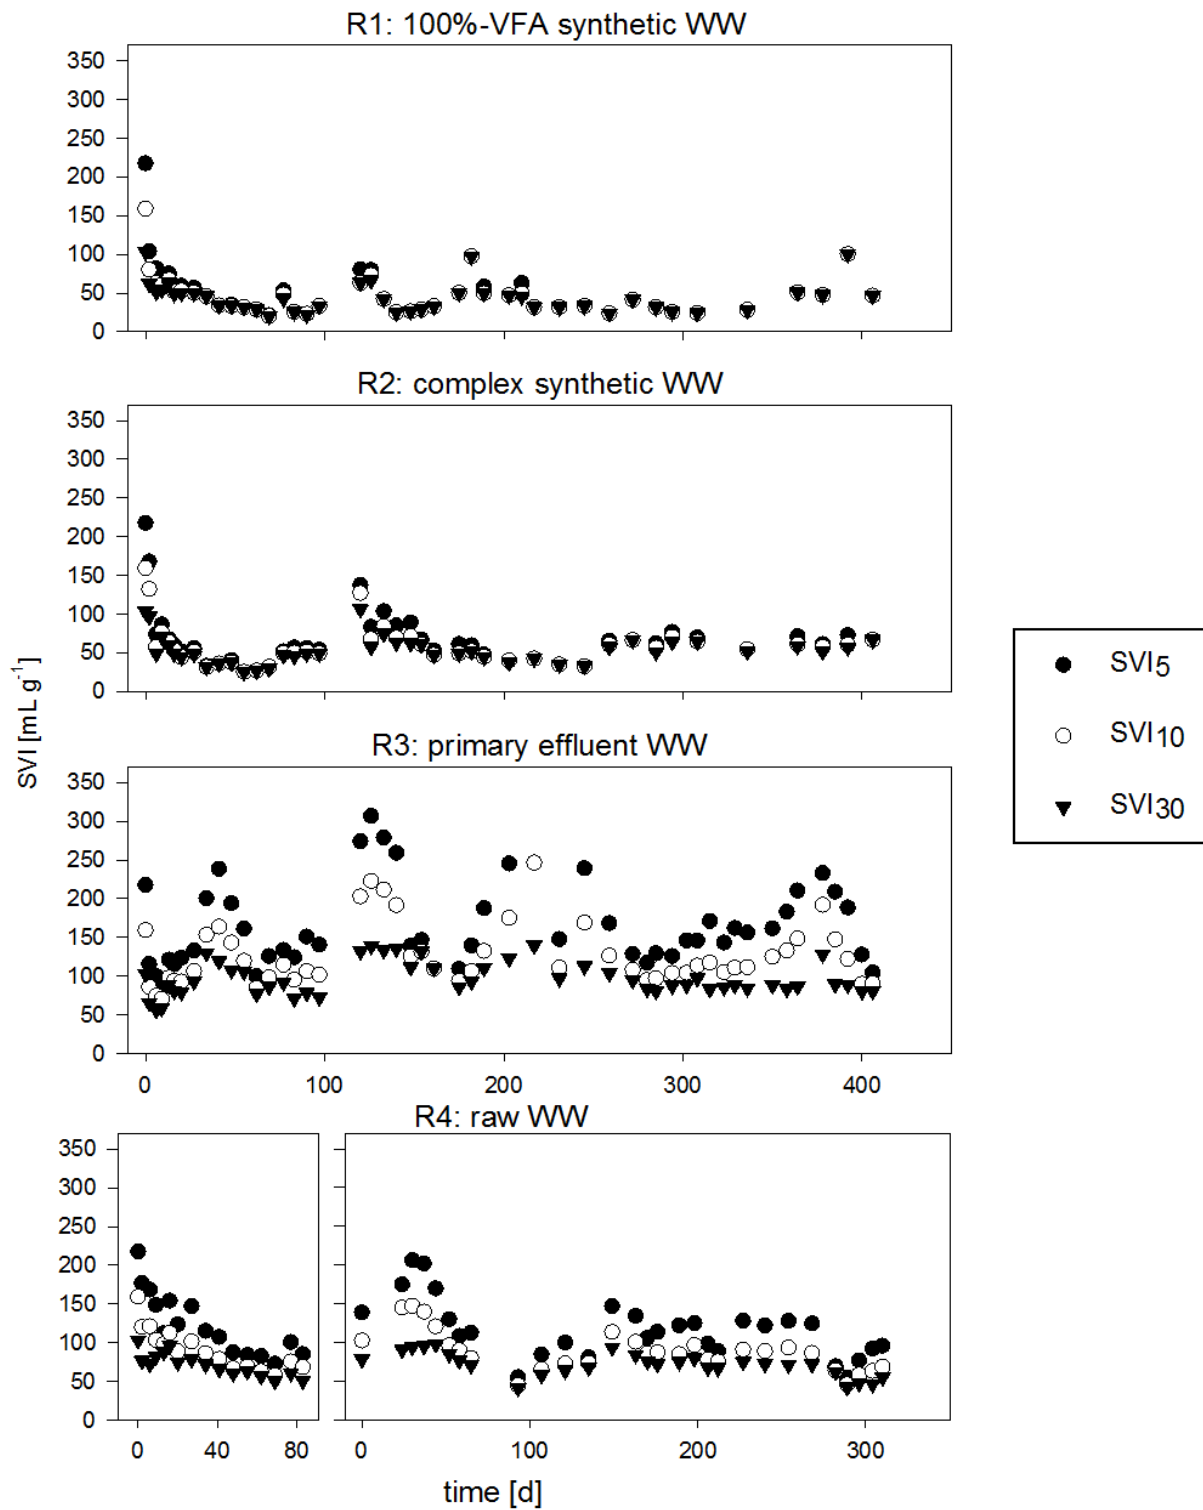 R1: 100%-VFA synthetic WW
350
300
250
200
150
100
50
0
R2: complex synthetic WW
350
300
250
200
150
100
50
0
R3: primary effluent WW
350
300
250
200
150
100
50
0
0 100 200 300 400
R4: raw WW
350
300
250
200
150
100
50
0
0 40 80 0 100 200 300
time [d]
SVI [mL g-1]
SVI5
SVI10
SVI30